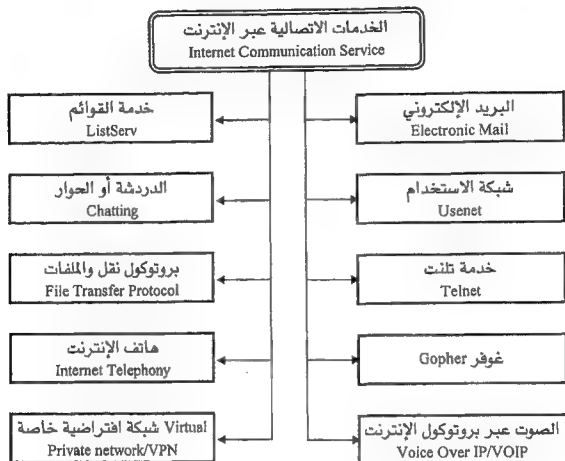 الخدمات الاتصالية عبر الإنترنت
Internet Communication Service
البريد الإلكتروني
Electronic Mail
خدمة القوائم
ListServ
شبكة الاستخدام
Usenet
الدردشة أو الحوار
Chatting
خدمة تلنت
Telnet
بروتوكول نقل والملفات
File Transfer Protocol
غوفر Gopher
هاتف الإنترنت
Internet Telephony
الصوت عبر بروتوكول الإنترنت
Voice Over IP/VOIP
شبكة افتراضية خاصة Virtual
Private network/VPN